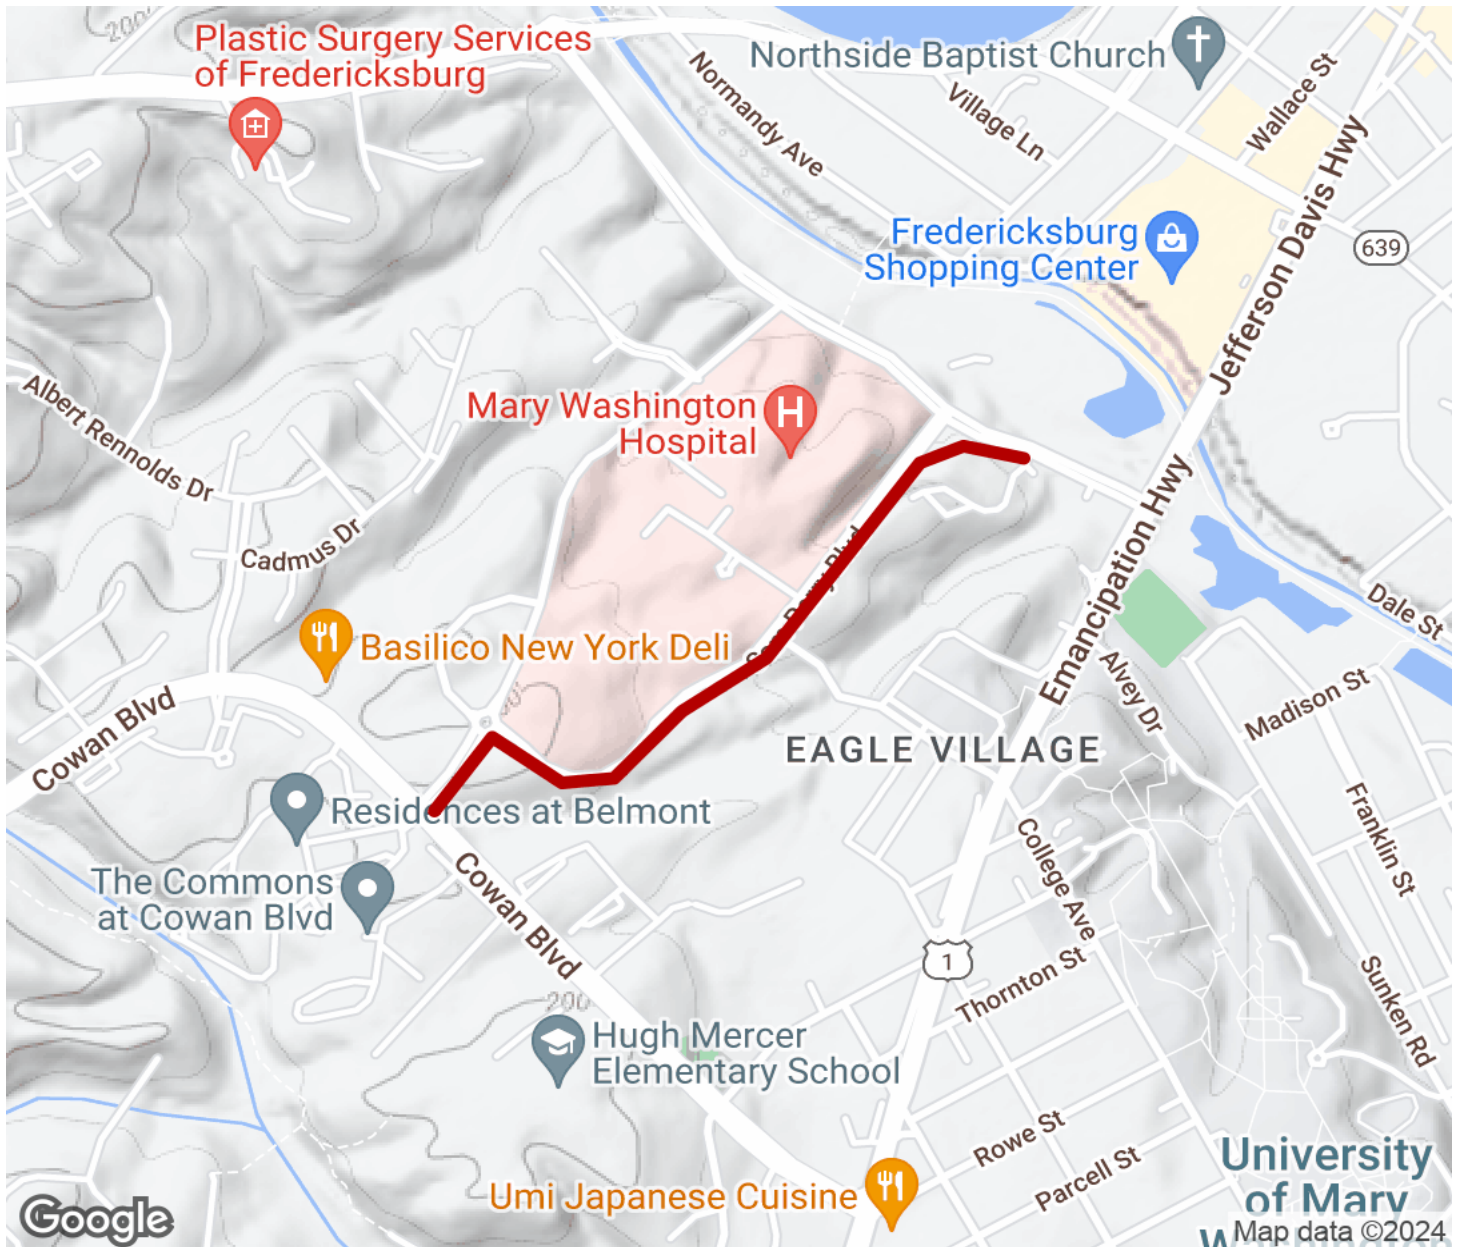 200
Plastic Surgery Services
of Fredericksburg
Northside Baptist Church
Wallace St
Normandy Ave
Village Ln
Jefferson Davis Hwy
Fredericksburg
Shopping Center
639
Albert Rennolds Dr
Mary Washington
Hospital
Cadmus Dr
Emancipation Hwy
Dale St
Basilico New York Deli
Blvd
Alvey Dr
Madison St
Cowan Blvd
EAGLE VILLAGE
Residences at Belmont
Franklin St
College Ave
The Commons
at Cowan Blvd
Cowan Blvd
1
Thornton St
Sunken Rd
200
Hugh Mercer
Elementary School
Rowe St
Parcell St
University
of Mary
Umi Japanese Cuisine
Google
Map data ©2024